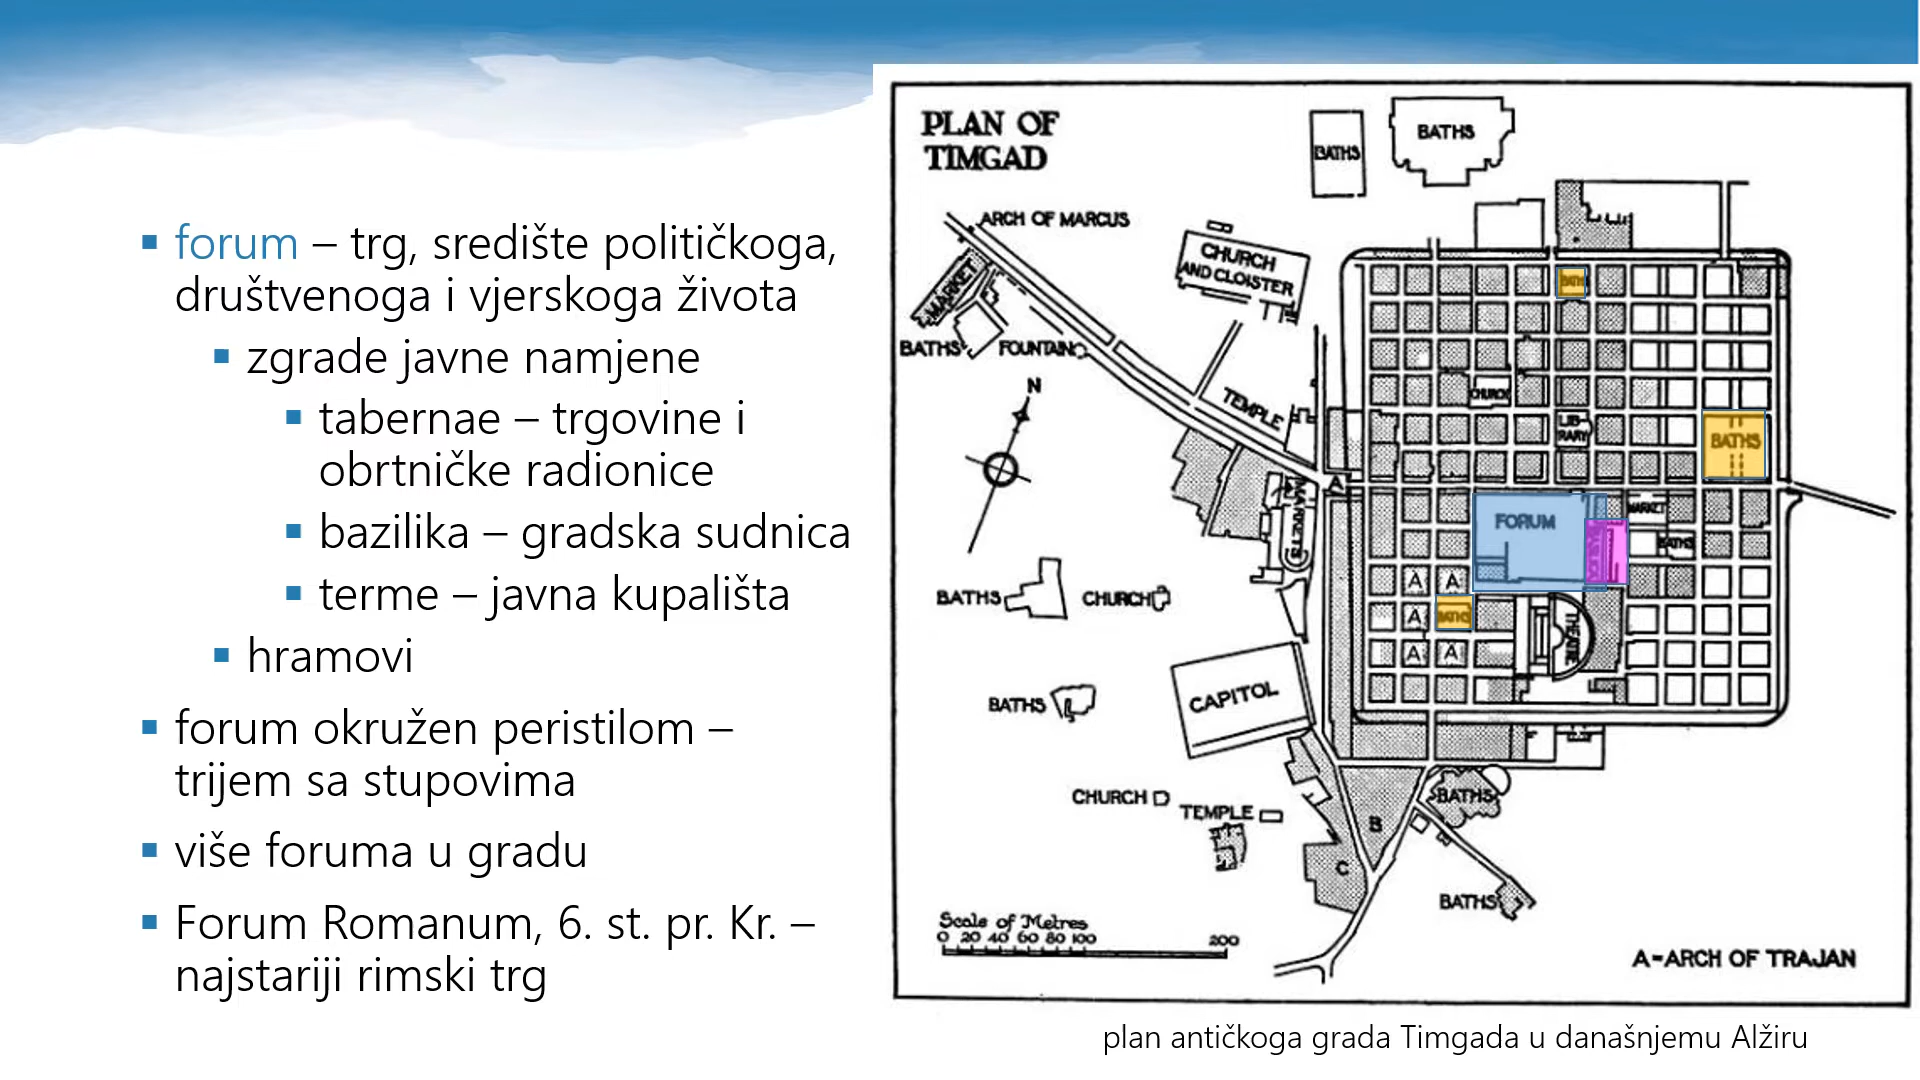 forum – trg, središte političkoga,
društvenoga i vjerskoga života
zgrade javne namjene
tabernae – trgovine i
obrtničke radionice
bazilika – gradska sudnica
terme – javna kupališta
hramovi
forum okružen peristilom –
trijem sa stupovima
više foruma u gradu
Forum Romanum, 6. st. pr. Kr. –
najstariji rimski trg
PLAN OF
TIMGAD
BATHS
BATHS
ARCH OF MARCUS
CHURCH
AND CLOISTER
MARKET
BATHS
FOUNTAIN
N
TEMPLE
BATHS
CHURCH
LIB-
RARY
BATHS
A
MARKETS
FORUM
MARKET
BATHS
A A
BATHS
CHURCH
A
BATHS
THEATRE
A A
CAPITOL
BATHS
CHURCH
TEMPLE
BATHS
B
C
BATHS
Scale of Metres
0 20 40 60 80 100 200
A=ARCH OF TRAJAN
plan antičkoga grada Timgada u današnjemu Alžiru